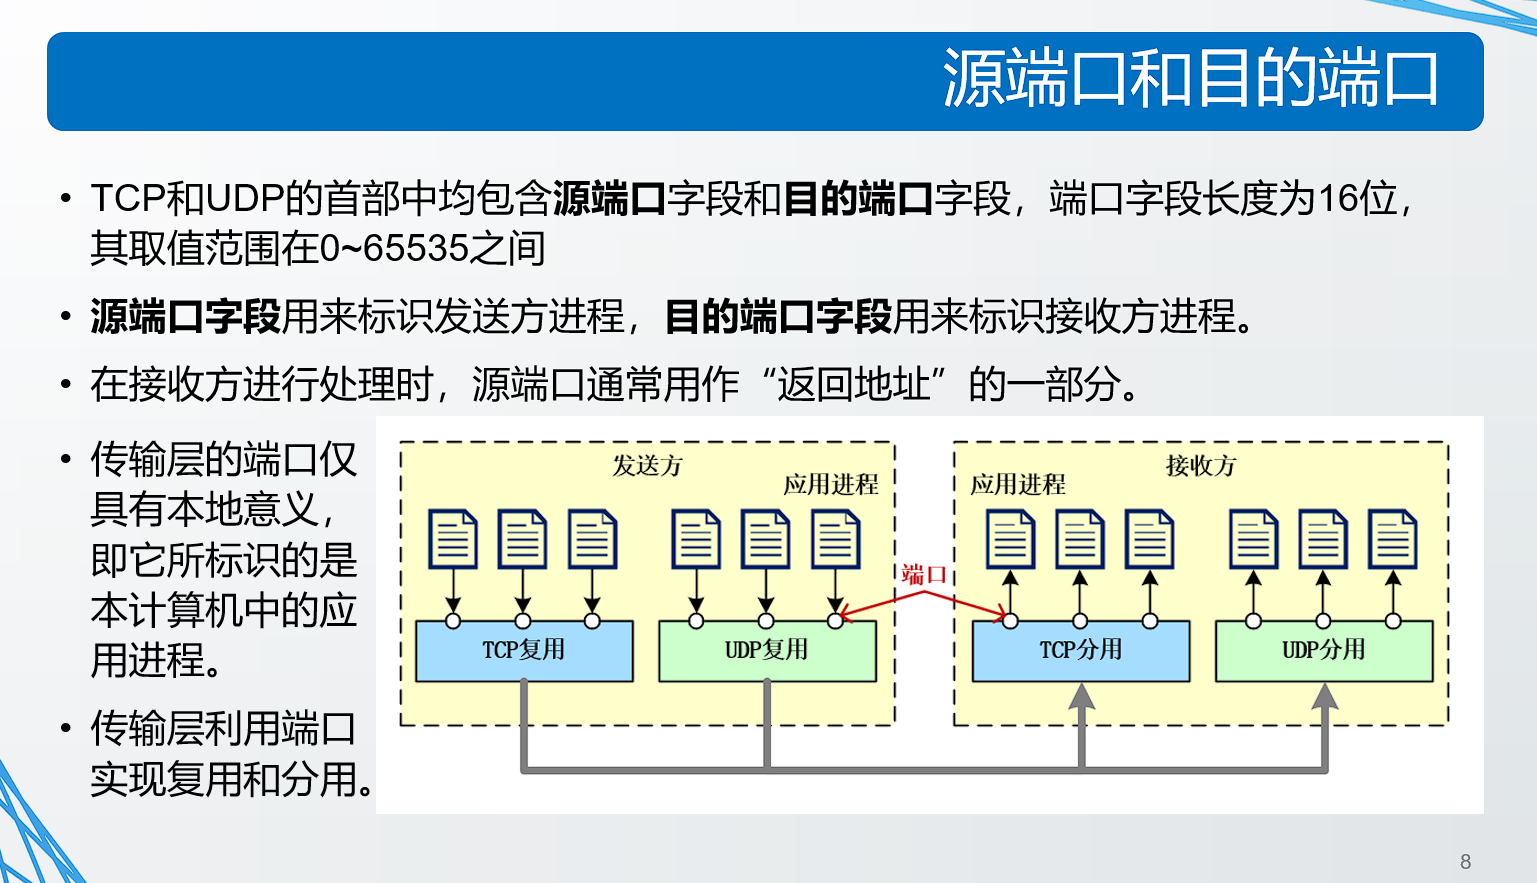 源端口和目的端口
• TCP和UDP的首部中均包含源端口字段和目的端口字段，端口字段长度为16位，
其取值范围在0~65535之间
• 源端口字段用来标识发送方进程，目的端口字段用来标识接收方进程。
• 在接收方进行处理时，源端口通常用作“返回地址”的一部分。
• 传输层的端口仅
具有本地意义，
即它所标识的是
本计算机中的应
用进程。
• 传输层利用端口
实现复用和分用。
发送方
应用进程
TCP复用
UDP复用
端口
接收方
应用进程
TCP分用
UDP分用
8